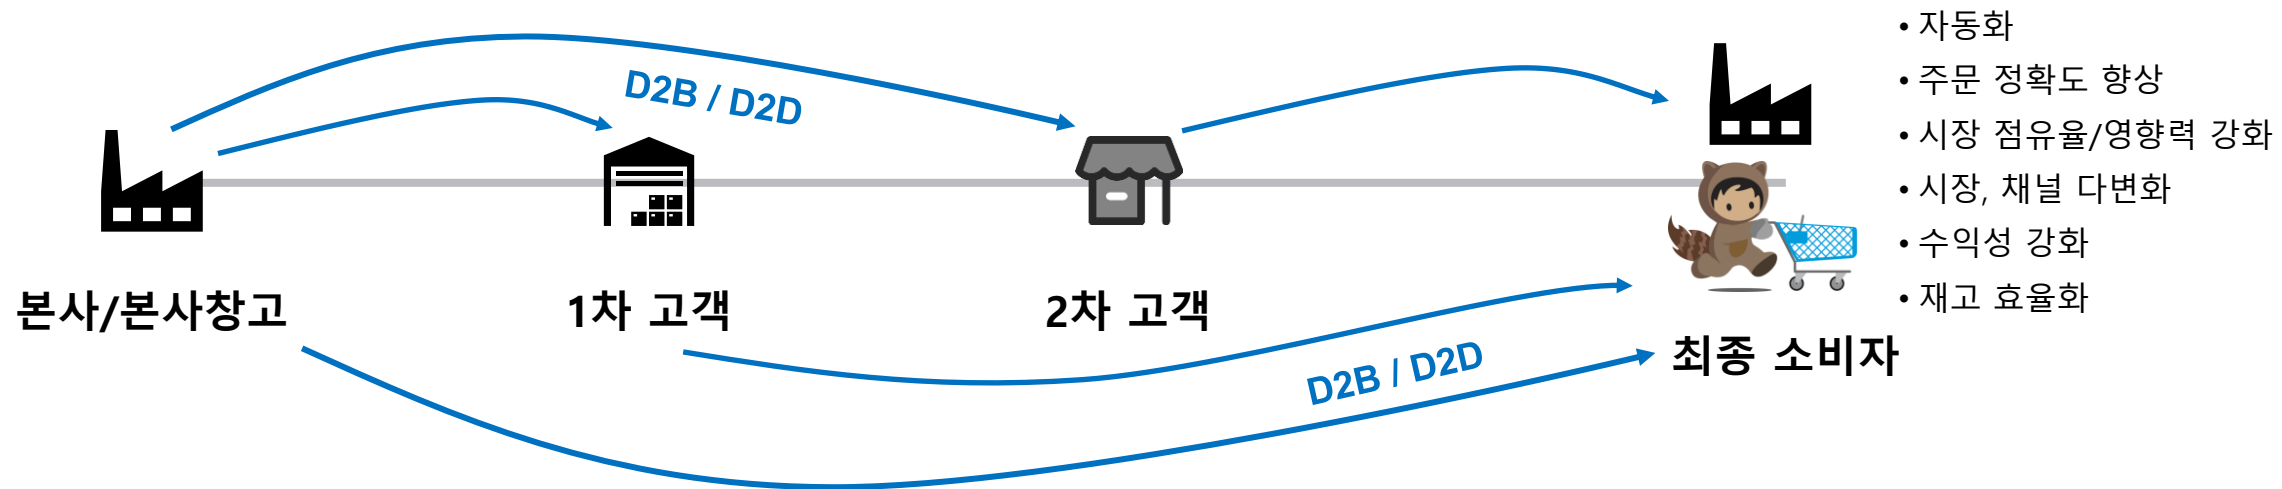 D2B / D2D
본사/본사창고
1차 고객
2차 고객
최종 소비자
D2B / D2D
• 자동화
• 주문 정확도 향상
• 시장 점유율/영향력 강화
• 시장, 채널 다변화
• 수익성 강화
• 재고 효율화